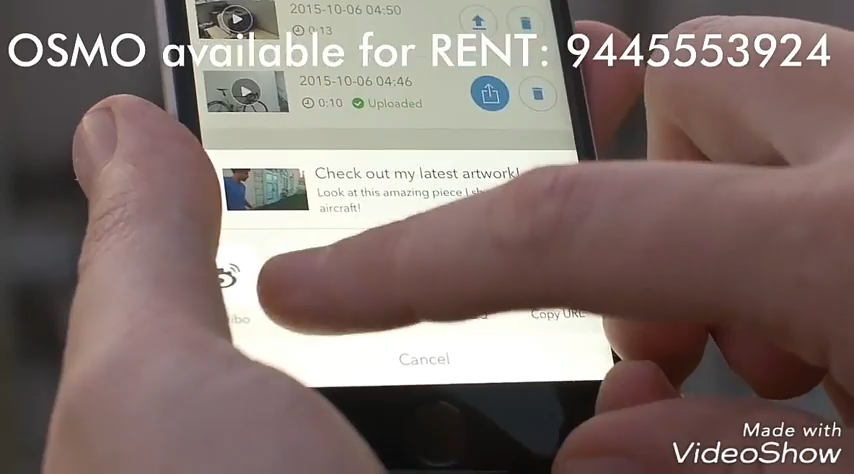 2015-10-06 04:50
0:13
OSMO available for RENT: 9445553924
2015-10-06 04:46
0:10 Uploaded
Check out my latest artwork!
Look at this amazing piece I
aircraft!
Copy URL
Cancel
Made with
VideoShow